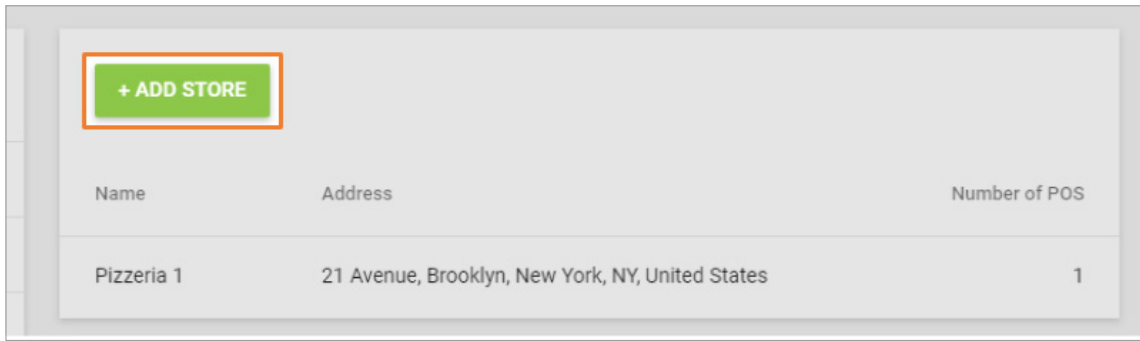 + ADD STORE
Name Address Number of POS
Pizzeria 1 21 Avenue, Brooklyn, New York, NY, United States 1